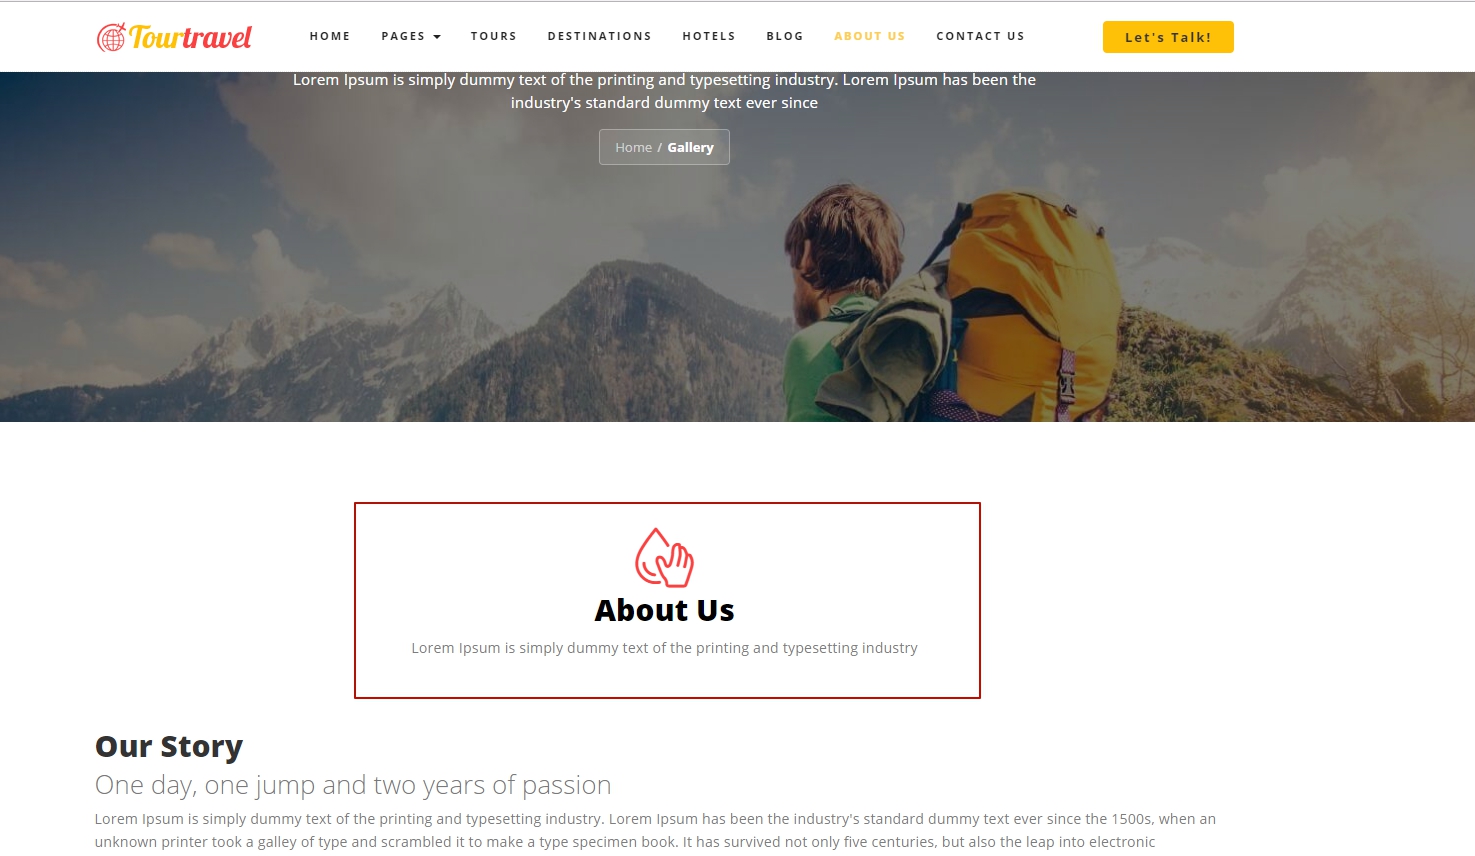 Tourtravel
HOME PAGES TOURS DESTINATIONS HOTELS BLOG ABOUT US CONTACT US
Let's Talk!
Lorem Ipsum is simply dummy text of the printing and typesetting industry. Lorem Ipsum has been the
industry's standard dummy text ever since
Home / Gallery
About Us
Lorem Ipsum is simply dummy text of the printing and typesetting industry
Our Story
One day, one jump and two years of passion
Lorem Ipsum is simply dummy text of the printing and typesetting industry. Lorem Ipsum has been the industry's standard dummy text ever since the 1500s, when an
unknown printer took a galley of type and scrambled it to make a type specimen book. It has survived not only five centuries, but also the leap into electronic